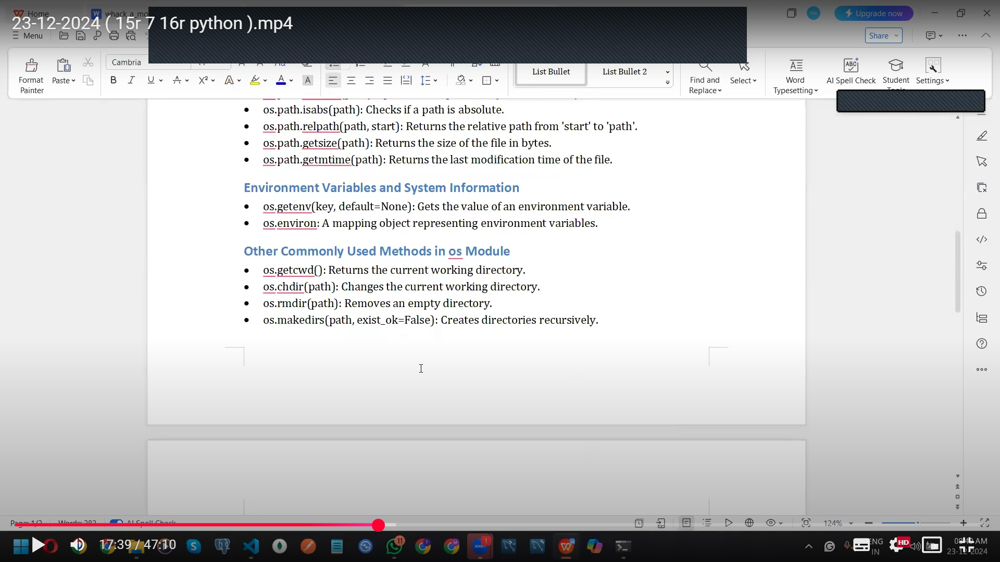 Home
whack_a_mo
23-12-2024 ( 15r 7 16r python ).mp4
ma
Upgrade now
Menu
Share
Cambria
List Bullet
List Bullet 2
Format Painter
Paste
Find and Replace
Select
Word Typesetting
AI Spell Check
Student
Settings
• os.path.isabs(path): Checks if a path is absolute.
• os.path.relpath(path, start): Returns the relative path from 'start' to 'path'.
• os.path.getsize(path): Returns the size of the file in bytes.
• os.path.getmtime(path): Returns the last modification time of the file.
Environment Variables and System Information
• os.getenv(key, default=None): Gets the value of an environment variable.
• os.environ: A mapping object representing environment variables.
Other Commonly Used Methods in os Module
• os.getcwd(): Returns the current working directory.
• os.chdir(path): Changes the current working directory.
• os.rmdir(path): Removes an empty directory.
• os.makedirs(path, exist_ok=False): Creates directories recursively.
AI Spell Check
124%
17:39 / 47:10
11
1
zoom
HD
ENG
IN
AM
23-12-2024